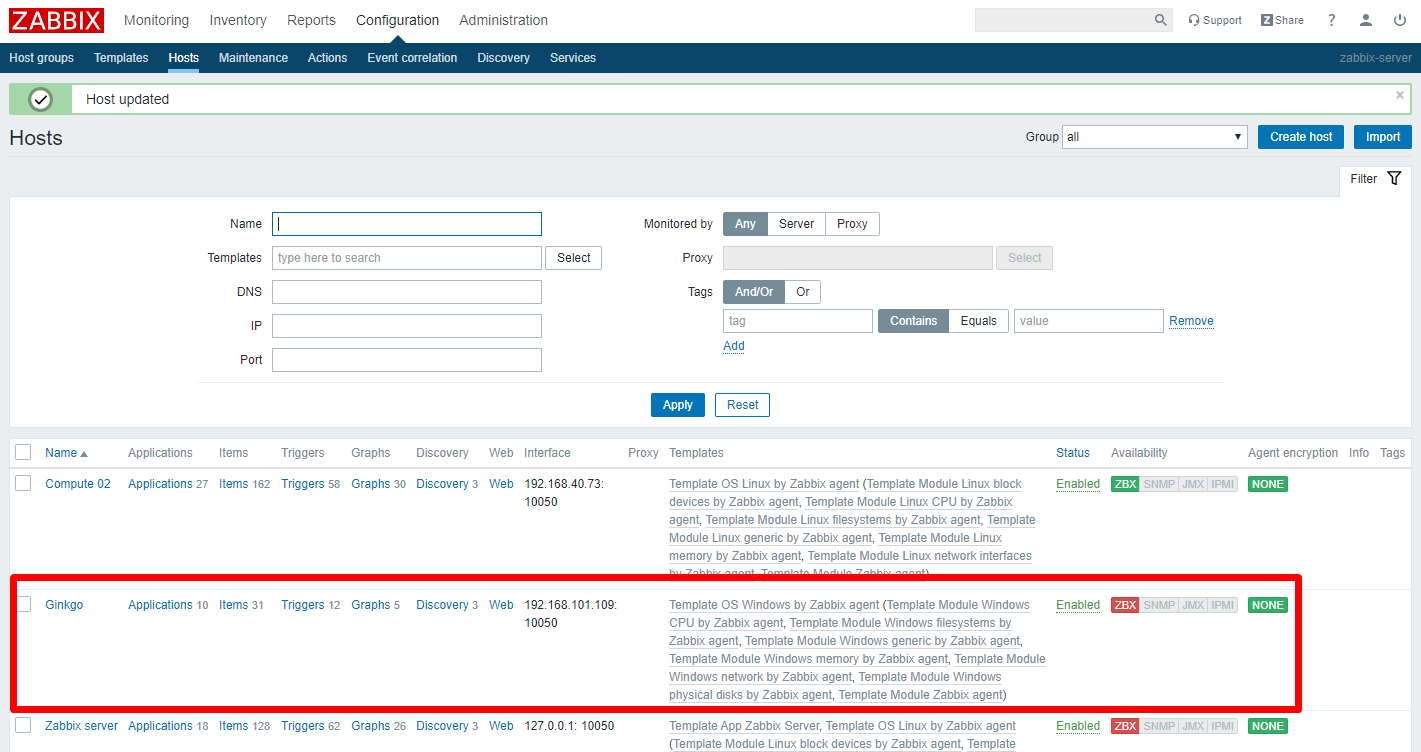 ZABBIX Monitoring Inventory Reports Configuration Administration Support Z Share ?
Host groups Templates Hosts Maintenance Actions Event correlation Discovery Services zabbix-server
Host updated ×
Hosts Group all Create host Import
Filter
Name Monitored by Any Server Proxy
Templates type here to search Select Proxy Select
DNS Tags And/Or Or
IP tag Contains Equals value Remove
Add
Port
Apply Reset
Name Applications Items Triggers Graphs Discovery Web Interface Proxy Templates Status Availability Agent encryption Info Tags
Compute 02 Applications 27 Items 162 Triggers 58 Graphs 30 Discovery 3 Web 192.168.40.73: Template OS Linux by Zabbix agent (Template Module Linux block Enabled ZBX SNMP JMX IPMI NONE
10050 devices by Zabbix agent, Template Module Linux CPU by Zabbix
agent, Template Module Linux filesystems by Zabbix agent, Template
Module Linux generic by Zabbix agent, Template Module Linux
memory by Zabbix agent, Template Module Linux network interfaces
by Zabbix agent, Template Module Zabbix agent)
Ginkgo Applications 10 Items 31 Triggers 12 Graphs 5 Discovery 3 Web 192.168.101.109: Template OS Windows by Zabbix agent (Template Module Windows Enabled ZBX SNMP JMX IPMI NONE
10050 CPU by Zabbix agent, Template Module Windows filesystems by
Zabbix agent, Template Module Windows generic by Zabbix agent,
Template Module Windows memory by Zabbix agent, Template Module
Windows network by Zabbix agent, Template Module Windows
physical disks by Zabbix agent, Template Module Zabbix agent)
Zabbix server Applications 18 Items 128 Triggers 62 Graphs 26 Discovery 3 Web 127.0.0.1: 10050 Template App Zabbix Server, Template OS Linux by Zabbix agent Enabled ZBX SNMP JMX IPMI NONE
(Template Module Linux block devices by Zabbix agent, Template